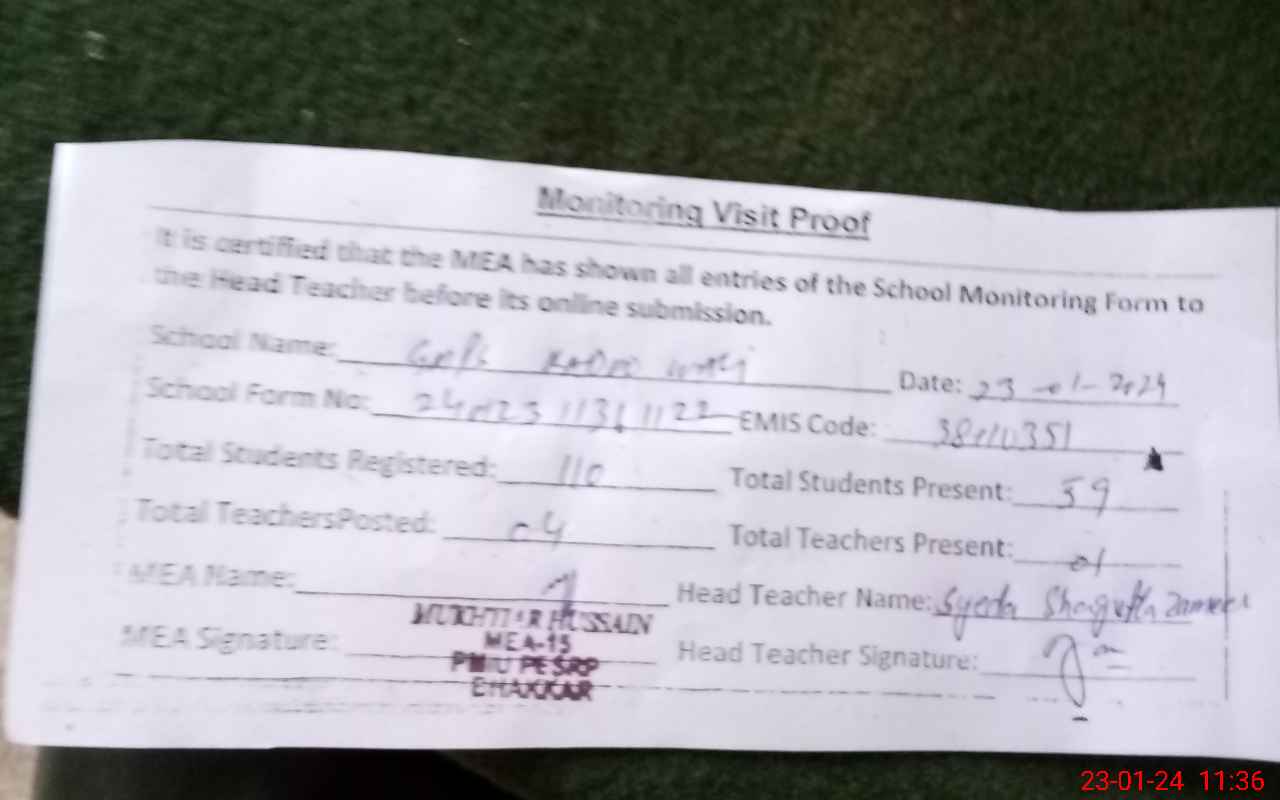 Monitoring Visit Proof
It is certified that the MEA has shown all entries of the School Monitoring Form to
the Head Teacher before its online submission.
School Name: Date: 23-01-2024
School Form No: EMIS Code:
Total Students Registered: 110 Total Students Present: 59
Total TeachersPosted: 04 Total Teachers Present: 01
MEA Name: Head Teacher Name: Syeda
MUKHTIAR HUSSAIN
MEA-15
MEA Signature: Head Teacher Signature:
PMIU PESRP
BHAKKAR
23-01-24 11:36